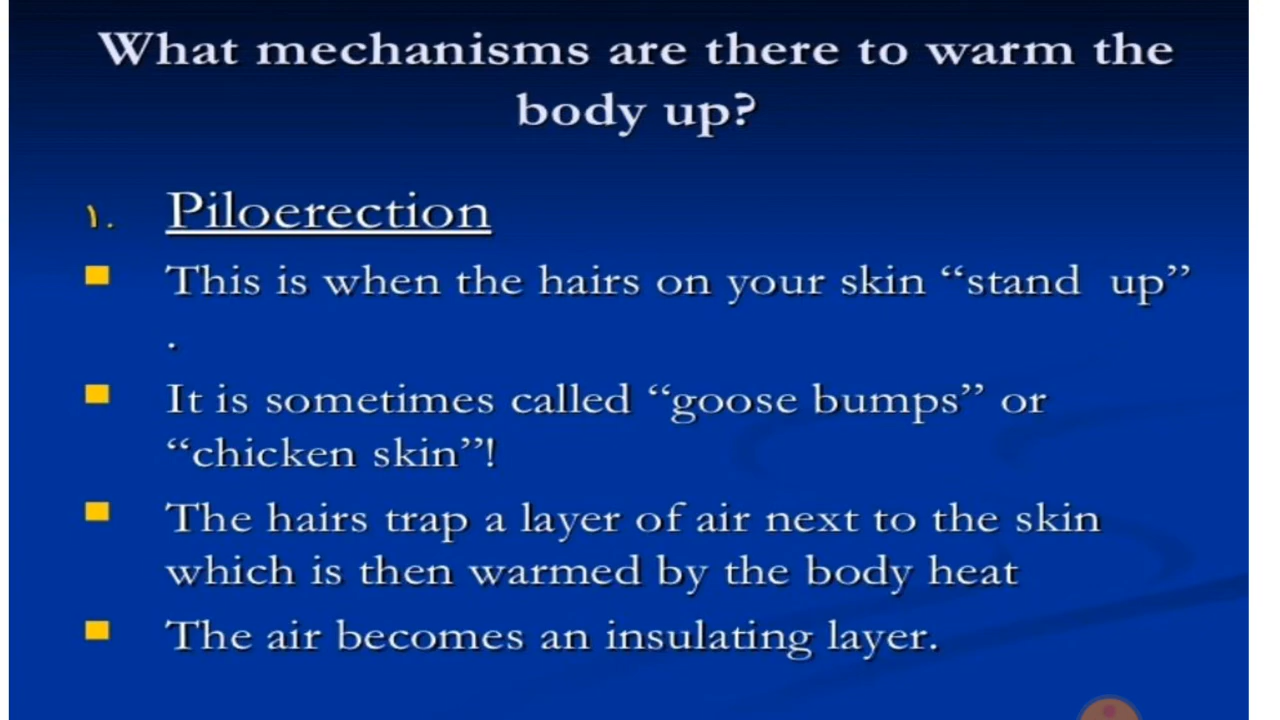 What mechanisms are there to warm the
body up?
١. Piloerection
This is when the hairs on your skin “stand up”
.
It is sometimes called “goose bumps” or
“chicken skin”!
The hairs trap a layer of air next to the skin
which is then warmed by the body heat
The air becomes an insulating layer.